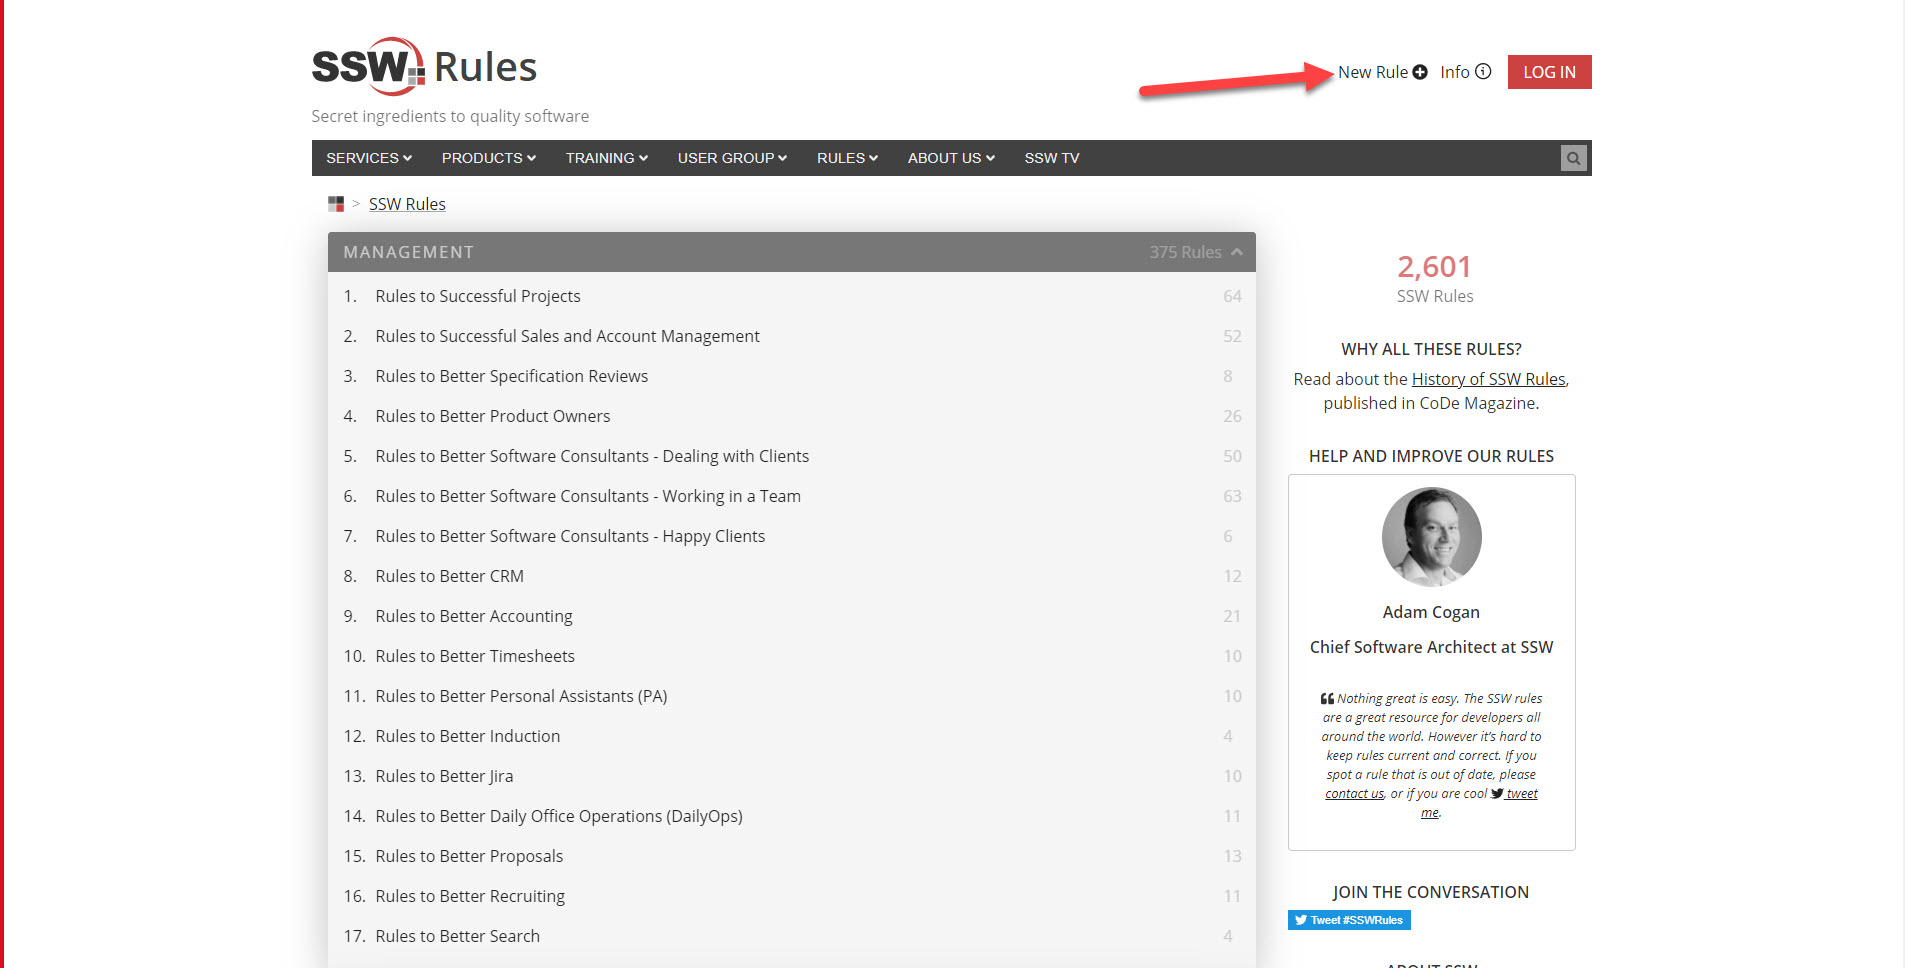 SSW Rules
New Rule Info LOG IN
Secret ingredients to quality software
SERVICES PRODUCTS TRAINING USER GROUP RULES ABOUT US SSW TV
> SSW Rules
MANAGEMENT 375 Rules
1. Rules to Successful Projects 64
2. Rules to Successful Sales and Account Management 52
3. Rules to Better Specification Reviews 8
4. Rules to Better Product Owners 26
5. Rules to Better Software Consultants - Dealing with Clients 50
6. Rules to Better Software Consultants - Working in a Team 63
7. Rules to Better Software Consultants - Happy Clients 6
8. Rules to Better CRM 12
9. Rules to Better Accounting 21
10. Rules to Better Timesheets 10
11. Rules to Better Personal Assistants (PA) 10
12. Rules to Better Induction 4
13. Rules to Better Jira 10
14. Rules to Better Daily Office Operations (DailyOps) 11
15. Rules to Better Proposals 13
16. Rules to Better Recruiting 11
17. Rules to Better Search 4
2,601
SSW Rules
WHY ALL THESE RULES?
Read about the History of SSW Rules,
published in CoDe Magazine.
HELP AND IMPROVE OUR RULES
Adam Cogan
Chief Software Architect at SSW
❝ Nothing great is easy. The SSW rules
are a great resource for developers all
around the world. However it's hard to
keep rules current and correct. If you
spot a rule that is out of date, please
contact us, or if you are cool tweet
me.
JOIN THE CONVERSATION
Tweet #SSWRules
ABOUT SSW